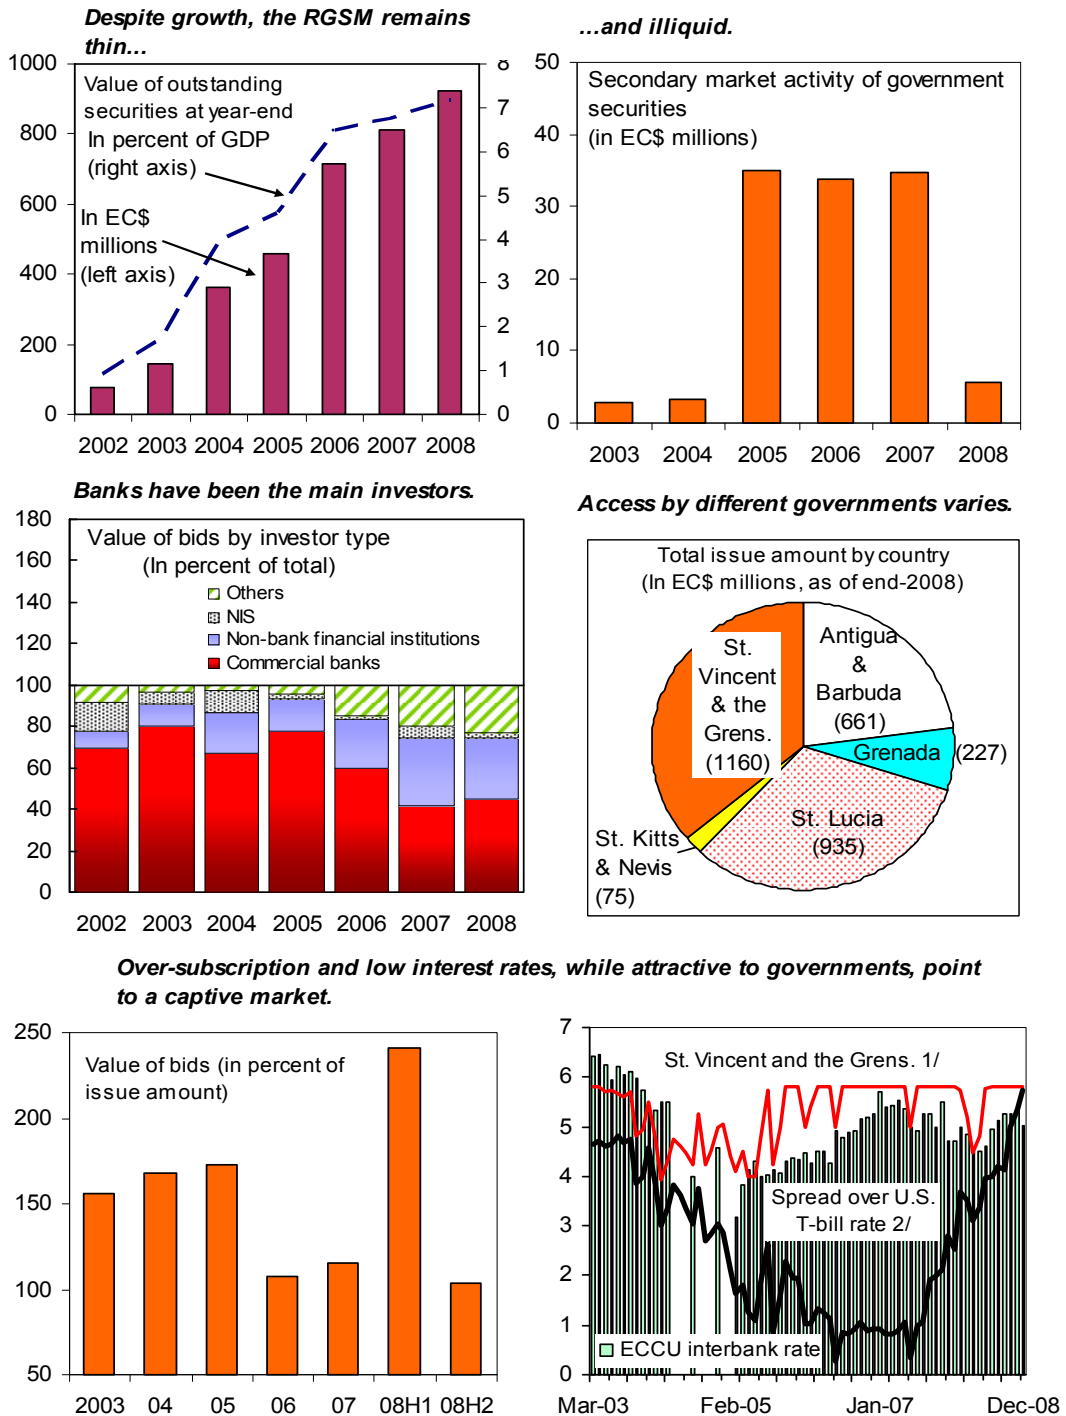 Despite growth, the RGSM remains
thin...
1000
800
600
400
200
0
8
7
6
5
4
3
2
1
0
Value of outstanding
securities at year-end
In percent of GDP
(right axis)
In EC$
millions
(left axis)
2002 2003 2004 2005 2006 2007 2008
...and illiquid.
50
40
30
20
10
0
Secondary market activity of government
securities
(in EC$ millions)
2003 2004 2005 2006 2007 2008
Banks have been the main investors.
180
160
140
120
100
80
60
40
20
0
Value of bids by investor type
(In percent of total)
Others
NIS
Non-bank financial institutions
Commercial banks
2002 2003 2004 2005 2006 2007 2008
Access by different governments varies.
Total issue amount by country
(In EC$ millions, as of end-2008)
St.
Vincent
& the
Grens.
(1160)
Antigua
&
Barbuda
(661)
Grenada (227)
St. Lucia
(935)
St. Kitts
& Nevis
(75)
Over-subscription and low interest rates, while attractive to governments, point
to a captive market.
250
200
150
100
50
Value of bids (in percent of
issue amount)
2003 04 05 06 07 08H1 08H2
7
6
5
4
3
2
1
0
St. Vincent and the Grens. 1/
Spread over U.S.
T-bill rate 2/
ECCU interbank rate
Mar-03 Feb-05 Jan-07 Dec-08